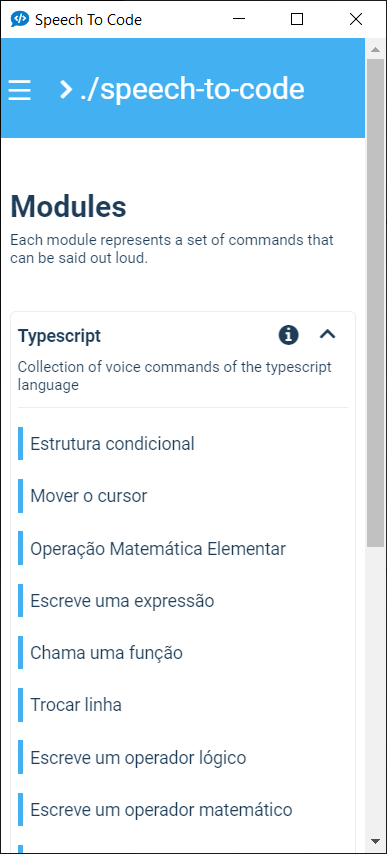 Speech To Code
./speech-to-code
Modules
Each module represents a set of commands that
can be said out loud.
Typescript
Collection of voice commands of the typescript
language
Estrutura condicional
Mover o cursor
Operação Matemática Elementar
Escreve uma expressão
Chama uma função
Trocar linha
Escreve um operador lógico
Escreve um operador matemático